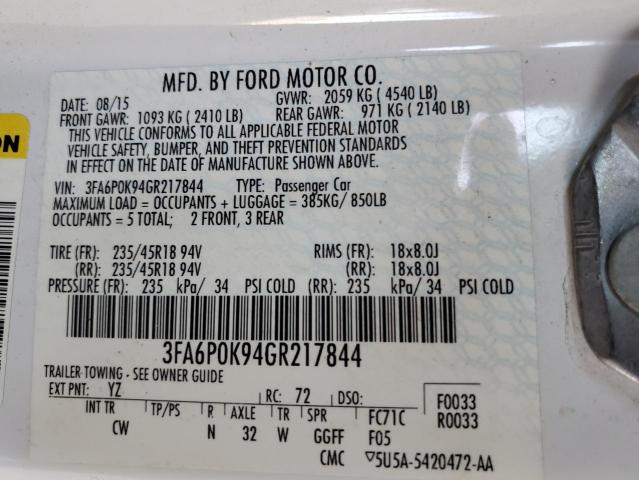 MFD. BY FORD MOTOR CO.
DATE: 08/15 GVWR: 2059 KG ( 4540 LB)
FRONT GAWR: 1093 KG ( 2410 LB) REAR GAWR: 971 KG ( 2140 LB)
THIS VEHICLE CONFORMS TO ALL APPLICABLE FEDERAL MOTOR
VEHICLE SAFETY, BUMPER, AND THEFT PREVENTION STANDARDS
IN EFFECT ON THE DATE OF MANUFACTURE SHOWN ABOVE.
VIN: 3FA6P0K94GR217844 TYPE: Passenger Car
MAXIMUM LOAD = OCCUPANTS + LUGGAGE = 385KG/ 850LB
OCCUPANTS = 5 TOTAL; 2 FRONT, 3 REAR
TIRE (FR): 235/45R18 94V RIMS (FR): 18x8.0J
(RR): 235/45R18 94V (RR): 18x8.0J
PRESSURE (FR): 235 kPa/ 34 PSI COLD (RR): 235 kPa/ 34 PSI COLD
3FA6P0K94GR217844
TRAILER TOWING - SEE OWNER GUIDE
EXT PNT: YZ RC: 72 DSO: F0033
INT TR TP/PS R AXLE TR SPR FC71C R0033
CW N 32 W GGFF F05
CMC ▽5U5A-5420472-AA
ON